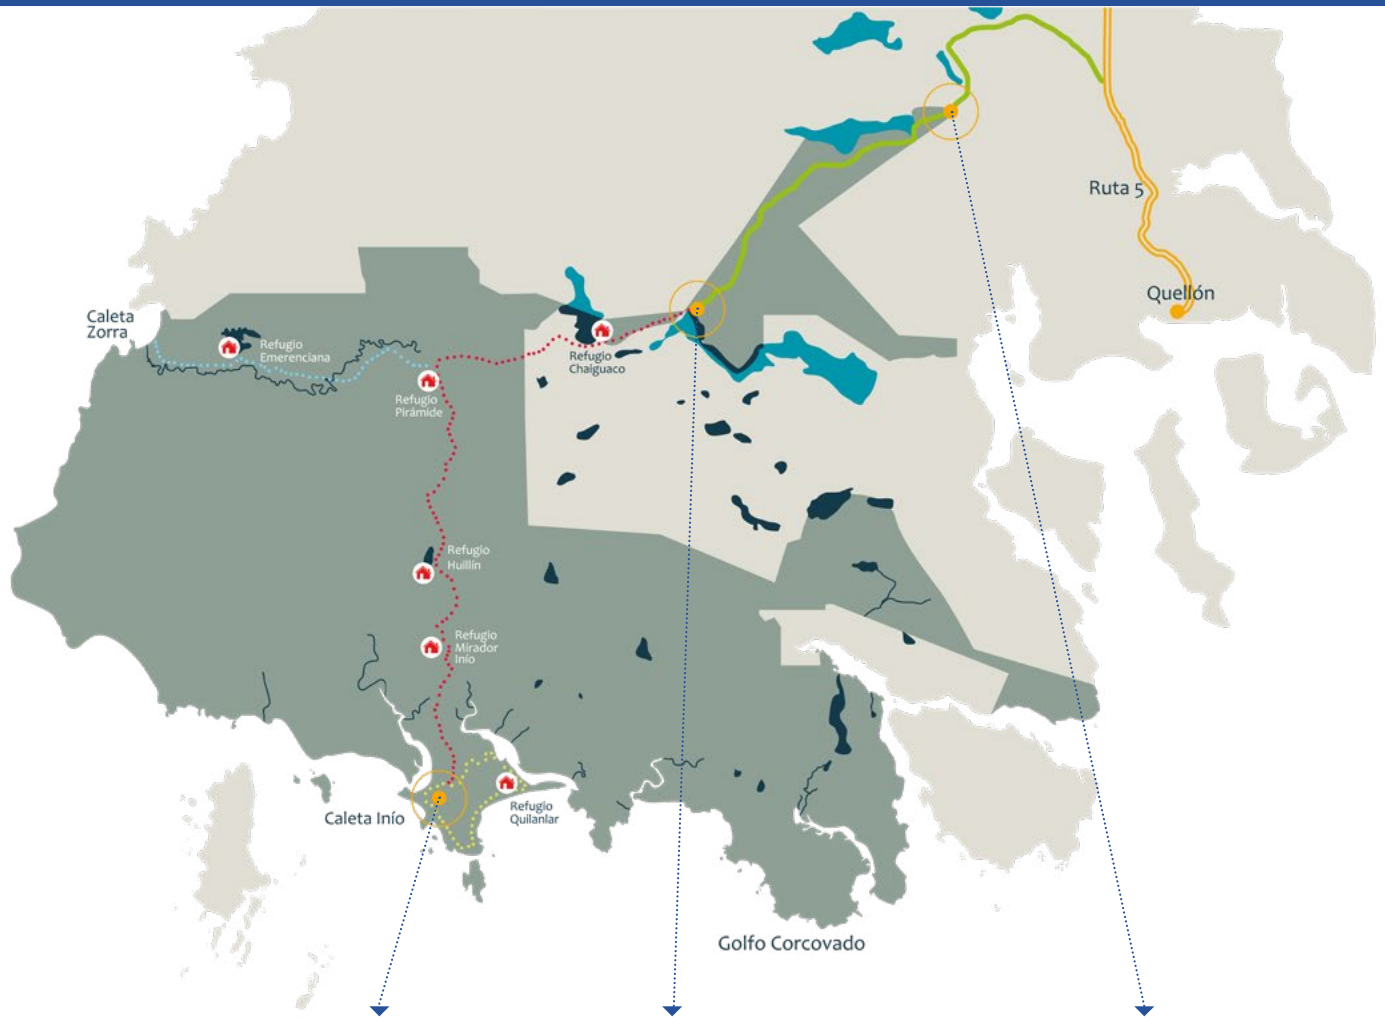 Ruta 5
Quellón
Caleta
Zorra
Refugio
Emerenciana
Refugio
Chaiguaco
Refugio
Pirámide
Refugio
Huillín
Refugio
Mirador
Inío
Caleta Inío
Refugio
Quilanlar
Golfo Corcovado